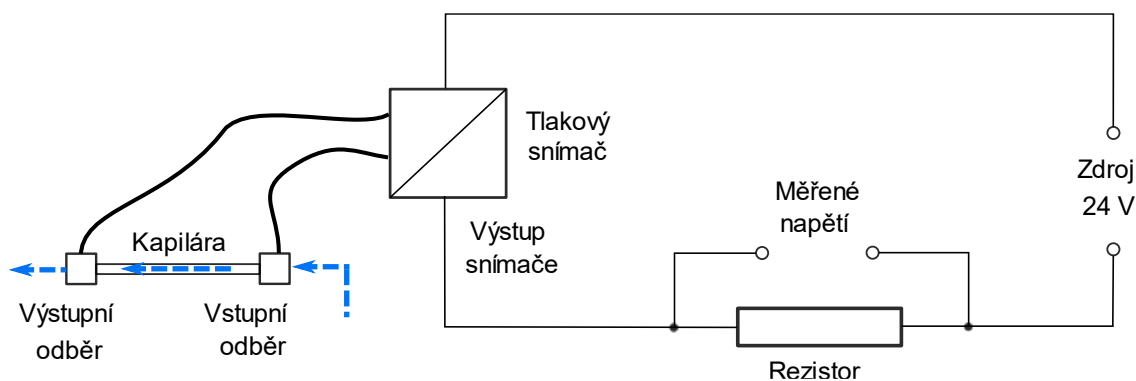 Tlakový
snímač
Zdroj
24 V
Měřené
napětí
Výstup
snímače
Kapilára
Výstupní
odběr
Vstupní
odběr
Rezistor